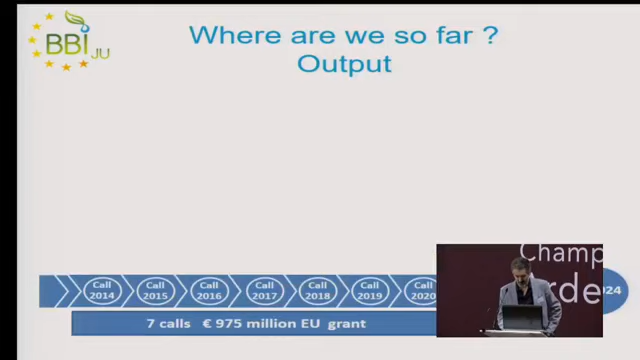 BBI JU
Where are we so far ?
Output
Call 2014
Call 2015
Call 2016
Call 2017
Call 2018
Call 2019
Call 2020
7 calls € 975 million EU grant
Champ
rde